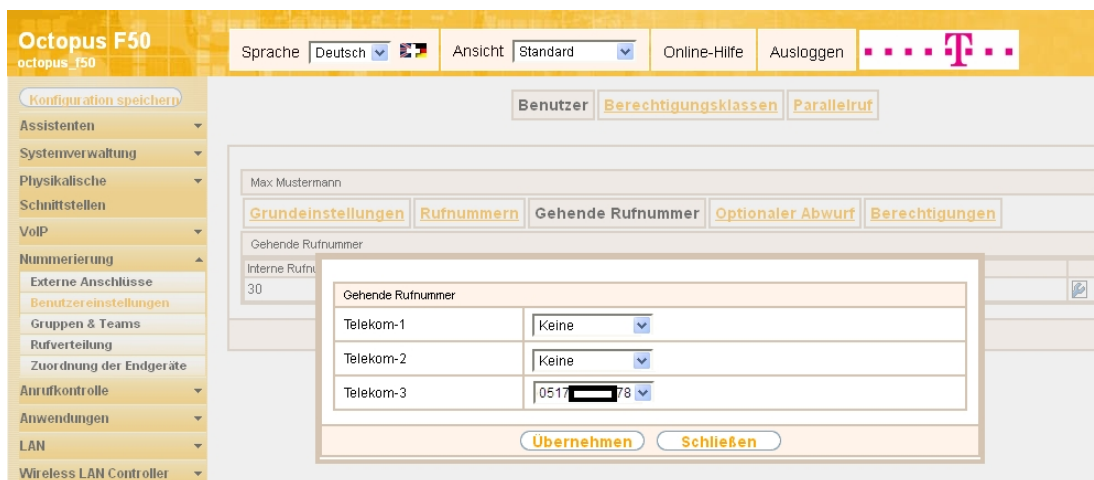 Octopus F50
octopus_f50
Sprache Deutsch Ansicht Standard Online-Hilfe Ausloggen T
Konfiguration speichern
Benutzer Berechtigungsklassen Parallelruf
Assistenten
Systemverwaltung
Physikalische
Schnittstellen
VoIP
Nummerierung
Externe Anschlüsse
Benutzereinstellungen
Gruppen & Teams
Rufverteilung
Zuordnung der Endgeräte
Anrufkontrolle
Anwendungen
LAN
Wireless LAN Controller
Max Mustermann
Grundeinstellungen Rufnummern Gehende Rufnummer Optionaler Abwurf Berechtigungen
Gehende Rufnummer
Interne Rufnu
30
Gehende Rufnummer
Telekom-1 Keine
Telekom-2 Keine
Telekom-3 0517 78
Übernehmen Schließen